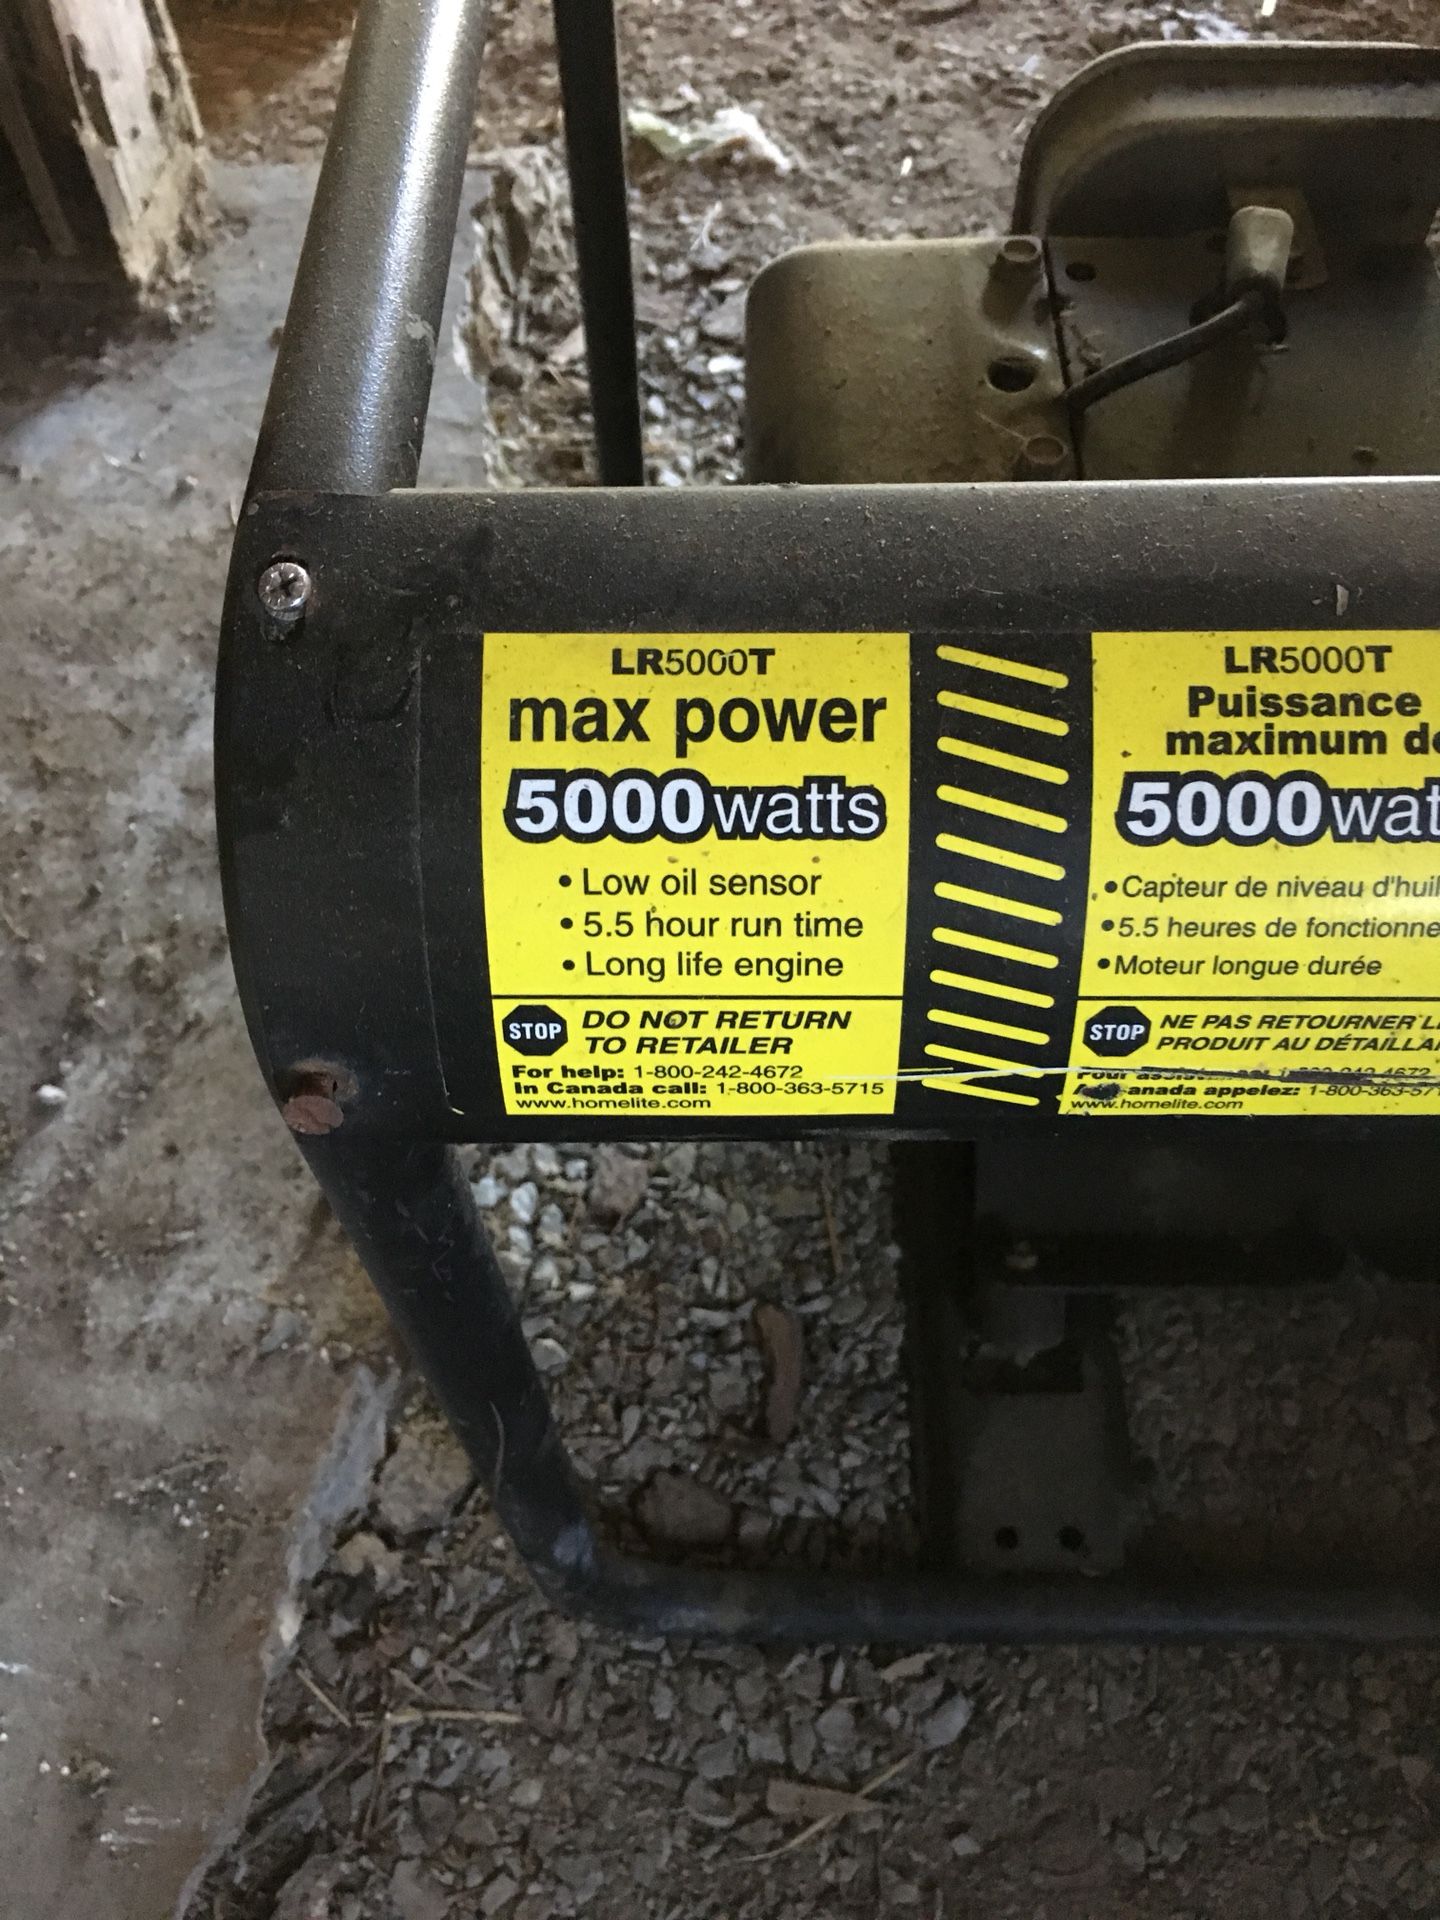 LR5000T
max power
5000watts
• Low oil sensor
• 5.5 hour run time
• Long life engine
STOP
DO NOT RETURN
TO RETAILER
For help: 1-800-242-4672
In Canada call: 1-800-363-5715
www.homelite.com
LR5000T
Puissance
maximum
5000
• Capteur de niveau
• 5.5 heures de
• Moteur longue durée
STOP
NE PAS RETOURNER
PRODUIT AU
appelez:
www.homelite.com